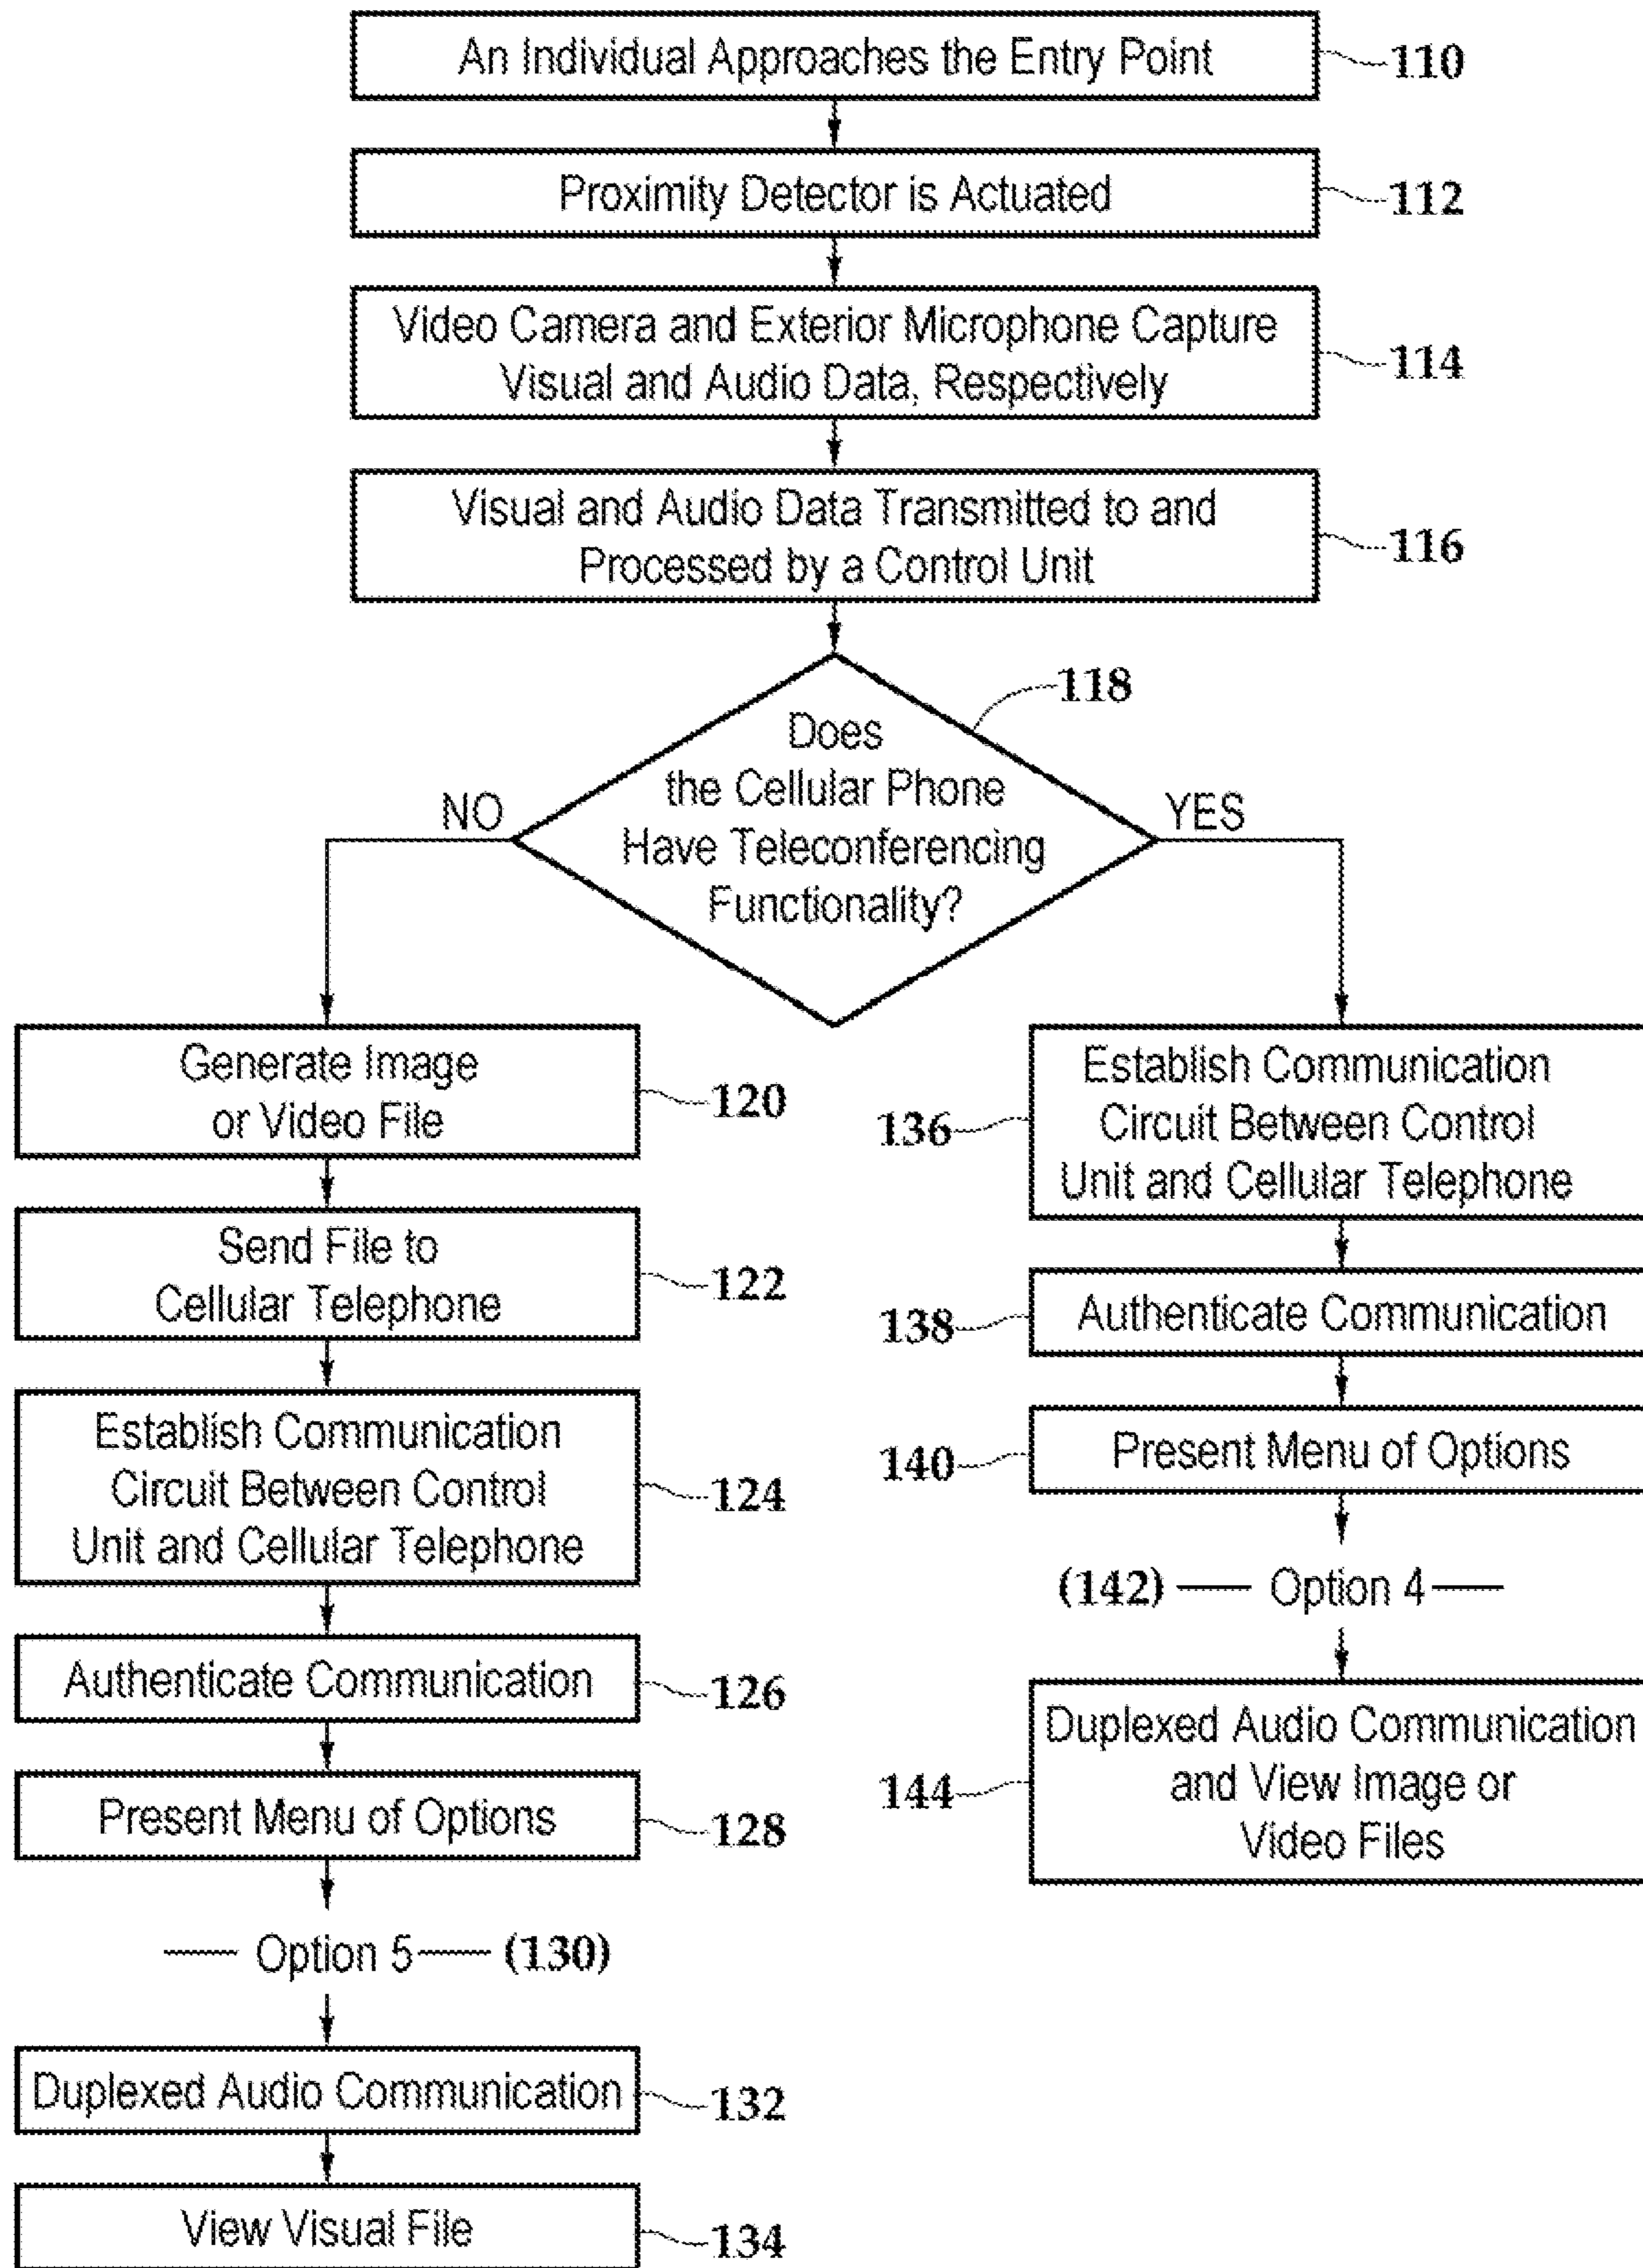 An Individual Approaches the Entry Point
110
Proximity Detector is Actuated
112
Video Camera and Exterior Microphone Capture
Visual and Audio Data, Respectively
114
Visual and Audio Data Transmitted to and
Processed by a Control Unit
116
118
Does
the Cellular Phone
Have Teleconferencing
Functionality?
NO
YES
Generate Image
or Video File
120
Send File to
Cellular Telephone
122
Establish Communication
Circuit Between Control
Unit and Cellular Telephone
124
Authenticate Communication
126
Present Menu of Options
128
Option 5
(130)
Duplexed Audio Communication
132
View Visual File
134
136
Establish Communication
Circuit Between Control
Unit and Cellular Telephone
138
Authenticate Communication
140
Present Menu of Options
(142)
Option 4
144
Duplexed Audio Communication
and View Image or
Video Files